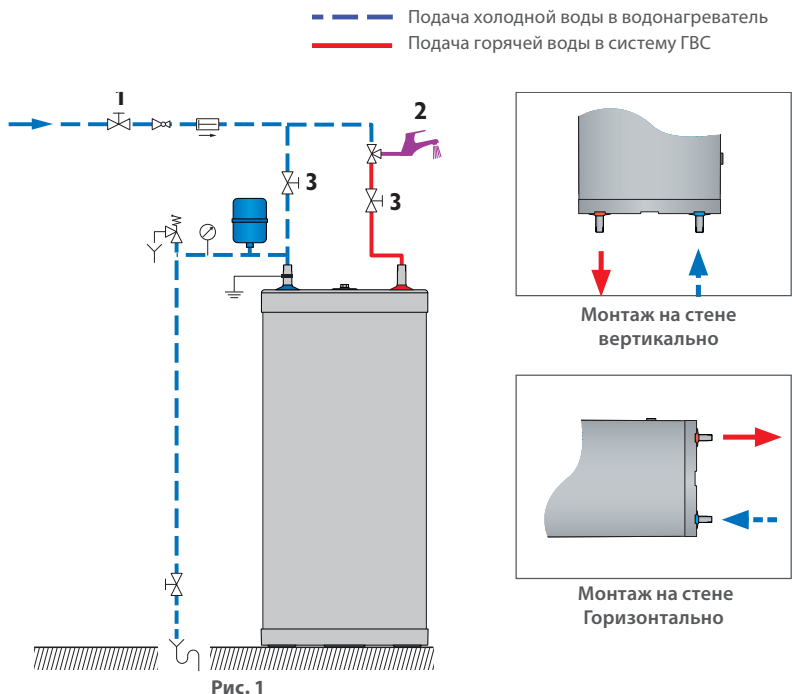 Подача холодной воды в водонагреватель
Подача горячей воды в систему ГВС
1
2
3
3
Монтаж на стене
вертикально
Монтаж на стене
Горизонтально
Рис. 1